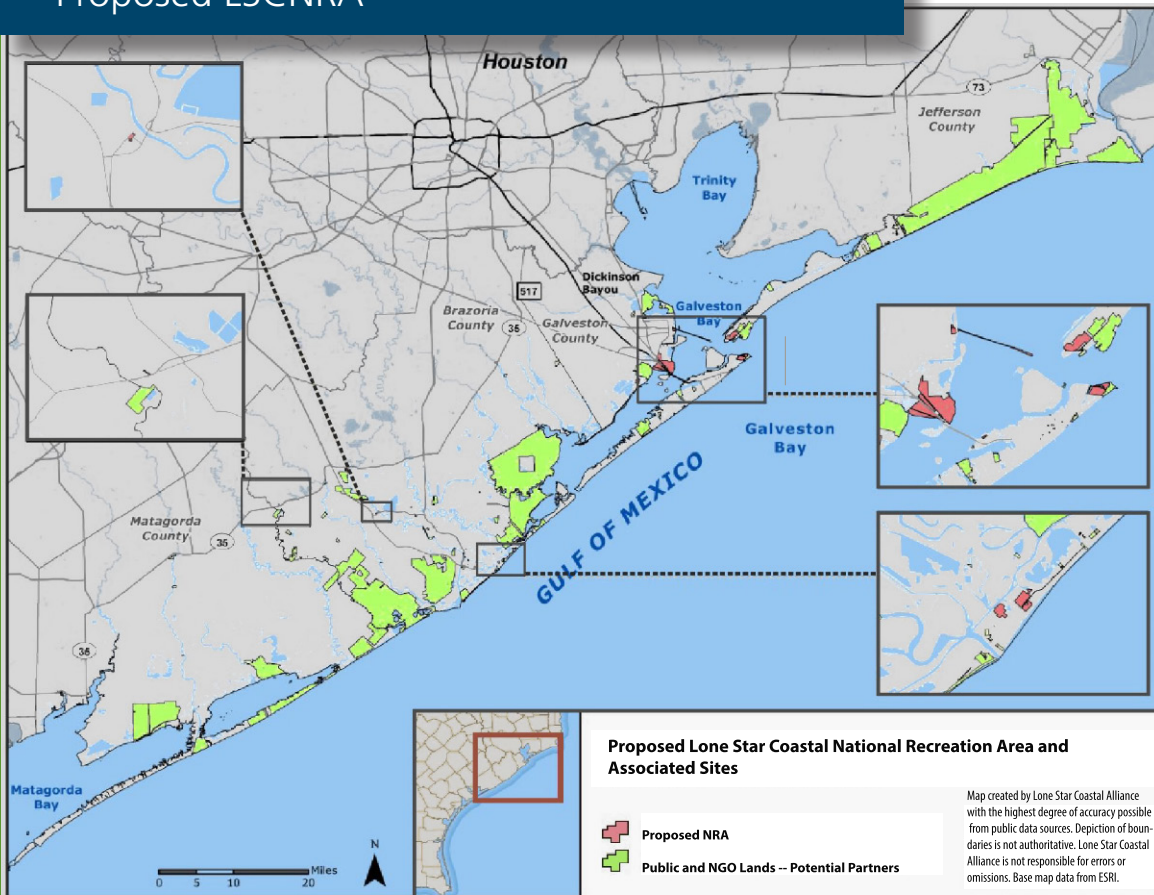 Proposed LSCNRA
Houston
73
Jefferson
County
Trinity
Bay
Dickinson
Bayou
517
Galveston
Bay
Brazoria
County
35
Galveston
County
Galveston
Bay
GULF OF MEXICO
Matagorda
County
35
35
Matagorda
Bay
N
Miles
0 5 10 20
Proposed Lone Star Coastal National Recreation Area and
Associated Sites
Proposed NRA
Public and NGO Lands -- Potential Partners
Map created by Lone Star Coastal Alliance
with the highest degree of accuracy possible
from public data sources. Depiction of boun-
daries is not authoritative. Lone Star Coastal
Alliance is not responsible for errors or
omissions. Base map data from ESRI.